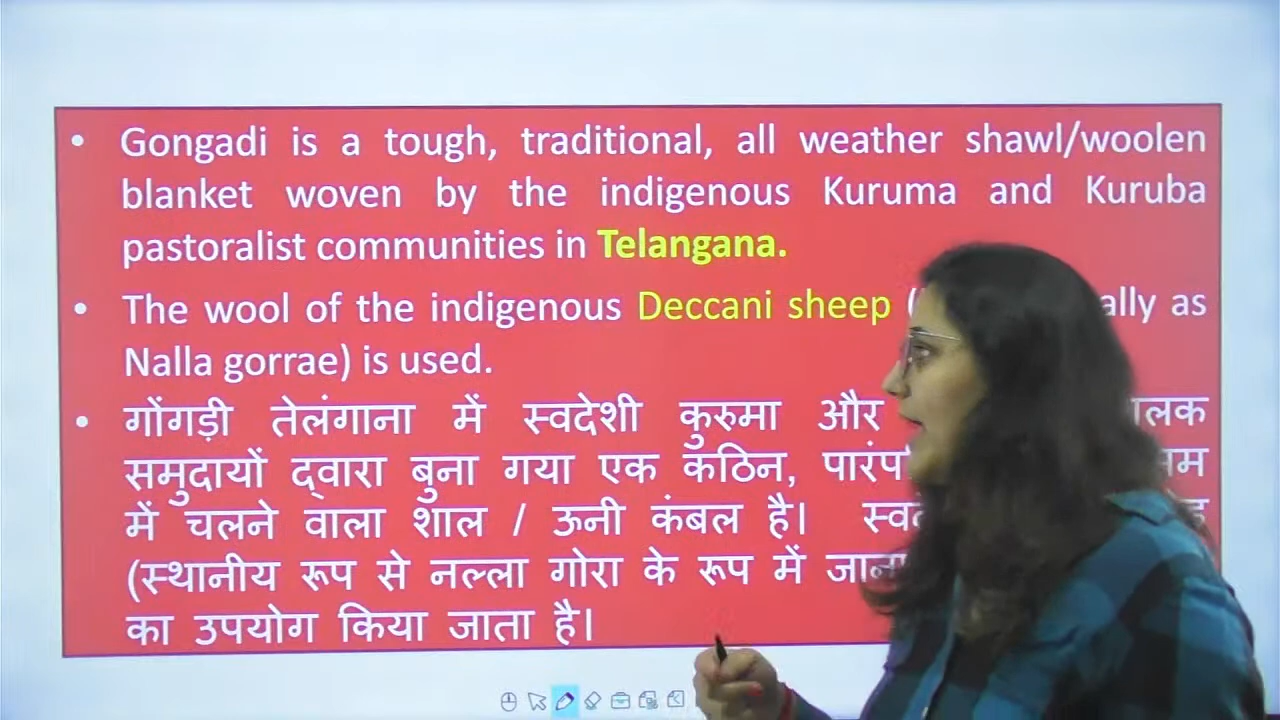 • Gongadi is a tough, traditional, all weather shawl/woolen
blanket woven by the indigenous Kuruma and Kuruba
pastoralist communities in Telangana.
• The wool of the indigenous Deccani sheep ( as
Nalla gorrae) is used.
• गोंगड़ी तेलंगाना में स्वदेशी कुरुमा और
समुदायों द्वारा बुना गया एक कठिन,
में चलने वाला शाल / ऊनी कंबल है।
(स्थानीय रूप से नल्ला गोरा के रूप में
का उपयोग किया जाता है।